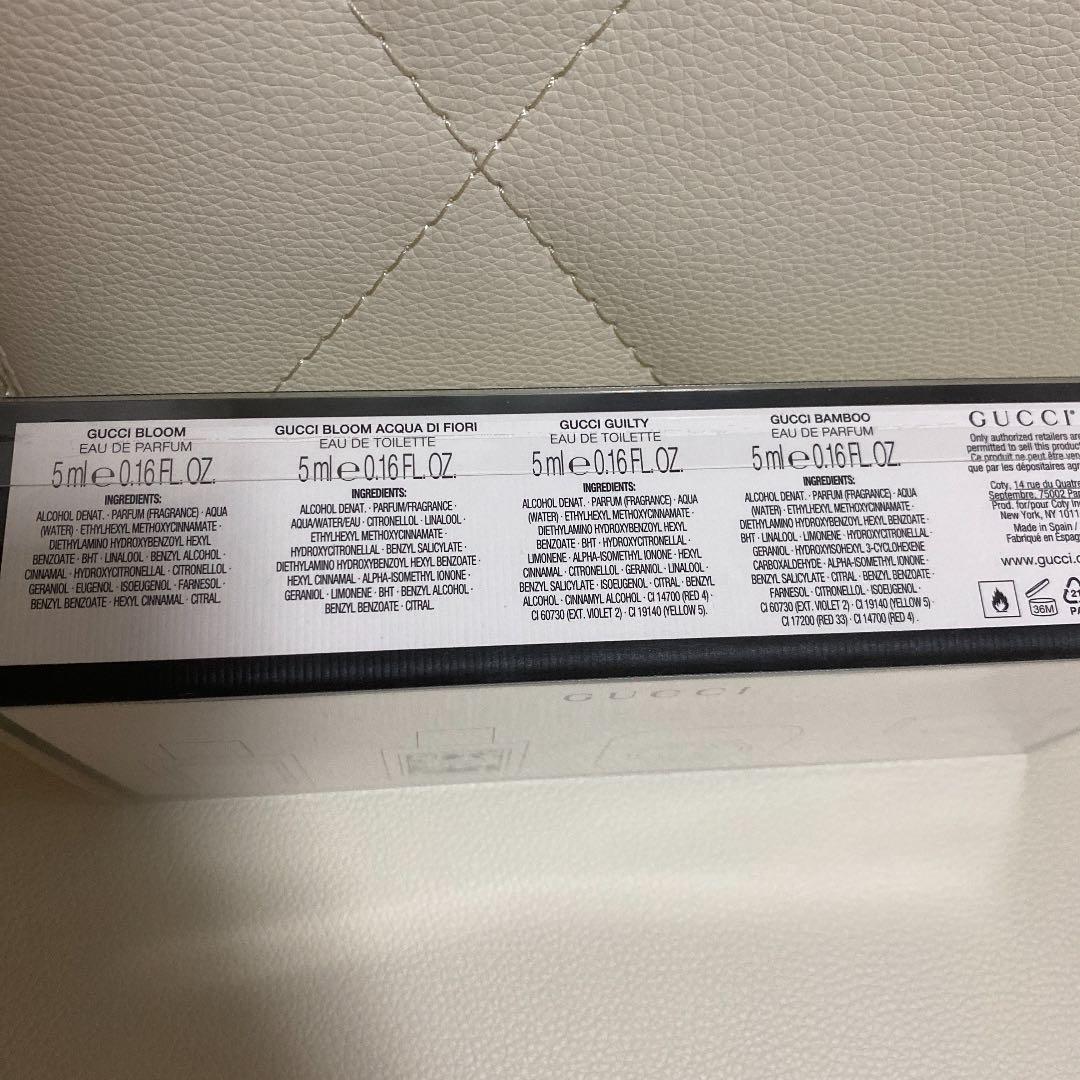 GUCCI BLOOM
EAU DE PARFUM
5 ml e 0.16 FL. OZ.
INGREDIENTS:
ALCOHOL DENAT. · PARFUM (FRAGRANCE) · AQUA
(WATER) · ETHYLHEXYL METHOXYCINNAMATE ·
DIETHYLAMINO HYDROXYBENZOYL HEXYL
BENZOATE · BHT · LINALOOL · BENZYL ALCOHOL ·
CINNAMAL · HYDROXYCITRONELLAL · CITRONELLOL ·
GERANIOL · EUGENOL · ISOEUGENOL · FARNESOL ·
BENZYL BENZOATE · HEXYL CINNAMAL · CITRAL.
GUCCI BLOOM ACQUA DI FIORI
EAU DE TOILETTE
5 ml e 0.16 FL. OZ.
INGREDIENTS:
ALCOHOL DENAT. · PARFUM/FRAGRANCE ·
AQUA/WATER/EAU · CITRONELLOL · LINALOOL ·
ETHYLHEXYL METHOXYCINNAMATE ·
HYDROXYCITRONELLAL · BENZYL SALICYLATE ·
DIETHYLAMINO HYDROXYBENZOYL HEXYL BENZOATE ·
HEXYL CINNAMAL · ALPHA-ISOMETHYL IONONE ·
GERANIOL · LIMONENE · BHT · BENZYL ALCOHOL ·
BENZYL BENZOATE · CITRAL.
GUCCI GUILTY
EAU DE TOILETTE
5 ml e 0.16 FL. OZ.
INGREDIENTS:
ALCOHOL DENAT. · PARFUM (FRAGRANCE) · AQUA
(WATER) · ETHYLHEXYL METHOXYCINNAMATE ·
DIETHYLAMINO HYDROXYBENZOYL HEXYL
BENZOATE · BHT · HYDROXYCITRONELLAL ·
LIMONENE · ALPHA-ISOMETHYL IONONE · HEXYL
CINNAMAL · CITRONELLOL · GERANIOL · LINALOOL ·
BENZYL SALICYLATE · ISOEUGENOL · CITRAL · BENZYL
ALCOHOL · CINNAMYL ALCOHOL · CI 14700 (RED 4) ·
CI 60730 (EXT. VIOLET 2) · CI 19140 (YELLOW 5).
GUCCI BAMBOO
EAU DE PARFUM
5 ml e 0.16 FL. OZ.
INGREDIENTS:
ALCOHOL DENAT. · PARFUM (FRAGRANCE) · AQUA
(WATER) · ETHYLHEXYL METHOXYCINNAMATE ·
DIETHYLAMINO HYDROXYBENZOYL HEXYL BENZOATE ·
BHT · LINALOOL · LIMONENE · HYDROXYCITRONELLAL ·
GERANIOL · HYDROXYISOHEXYL 3-CYCLOHEXENE
CARBOXALDEHYDE · ALPHA-ISOMETHYL IONONE ·
BENZYL SALICYLATE · CITRAL · BENZYL BENZOATE ·
FARNESOL · CITRONELLOL · ISOEUGENOL ·
CI 60730 (EXT. VIOLET 2) · CI 19140 (YELLOW 5) ·
CI 17200 (RED 33) · CI 14700 (RED 4) .
GUCCI
Only authorized retailers are
permitted to sell this product
Ce produit ne peut être
que par les dépositaires
Coty, 14 rue du Quatre
Septembre, 75002
Prod. for/pour Coty
New York, NY
Made in Spain /
Fabriqué en
www.gucci.
36M
21
GUCCI